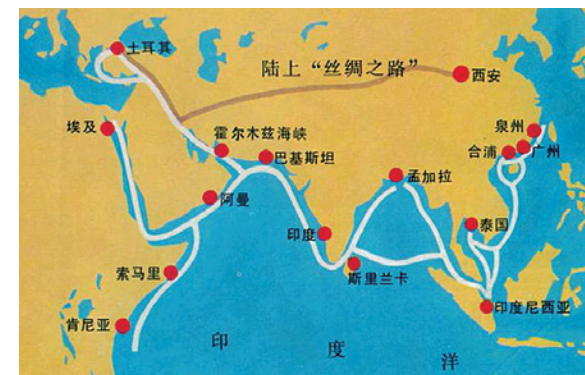 土耳其
陆上“丝绸之路”
西安
埃及
泉州
霍尔木兹海峡
合浦
广州
巴基斯坦
孟加拉
阿曼
印度
泰国
索马里
斯里兰卡
印度尼西亚
肯尼亚
印度洋